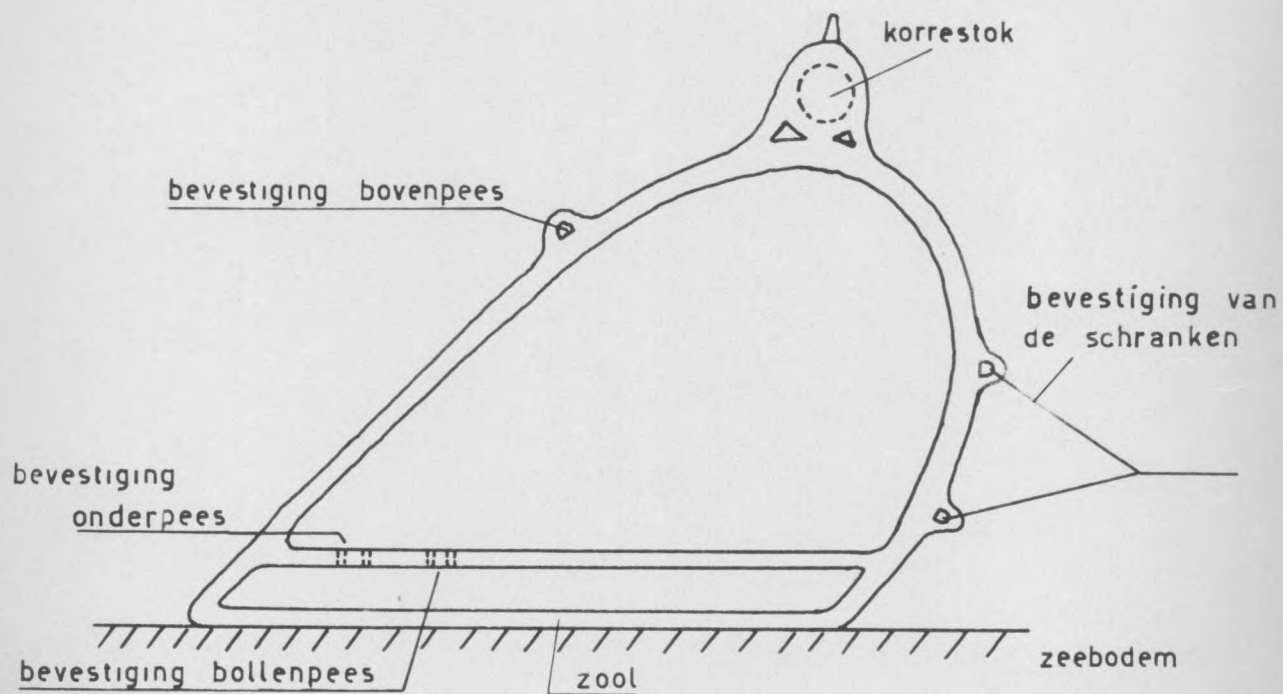 korrestok
bevestiging bovenpees
bevestiging van
de schranken
bevestiging
onderpees
bevestiging bollenpees
zool
zeebodem